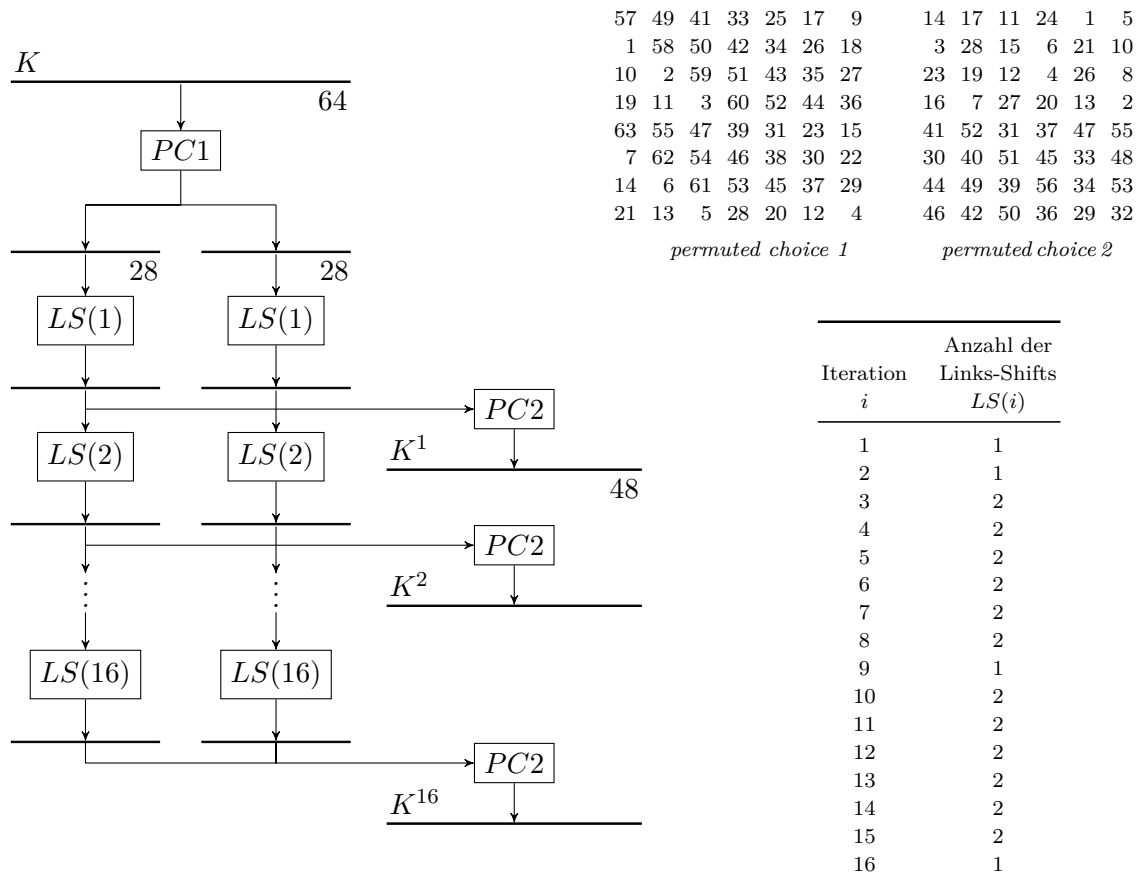 K
64
PC1
28
28
LS(1)
LS(1)
PC2
LS(2)
LS(2)
K^1
48
PC2
K^2
⋮
⋮
LS(16)
LS(16)
PC2
K^16
57 49 41 33 25 17 9
1 58 50 42 34 26 18
10 2 59 51 43 35 27
19 11 3 60 52 44 36
63 55 47 39 31 23 15
7 62 54 46 38 30 22
14 6 61 53 45 37 29
21 13 5 28 20 12 4
permuted choice 1
14 17 11 24 1 5
3 28 15 6 21 10
23 19 12 4 26 8
16 7 27 20 13 2
41 52 31 37 47 55
30 40 51 45 33 48
44 49 39 56 34 53
46 42 50 36 29 32
permuted choice 2
Anzahl der
Iteration Links-Shifts
i LS(i)
1 1
2 1
3 2
4 2
5 2
6 2
7 2
8 2
9 1
10 2
11 2
12 2
13 2
14 2
15 2
16 1